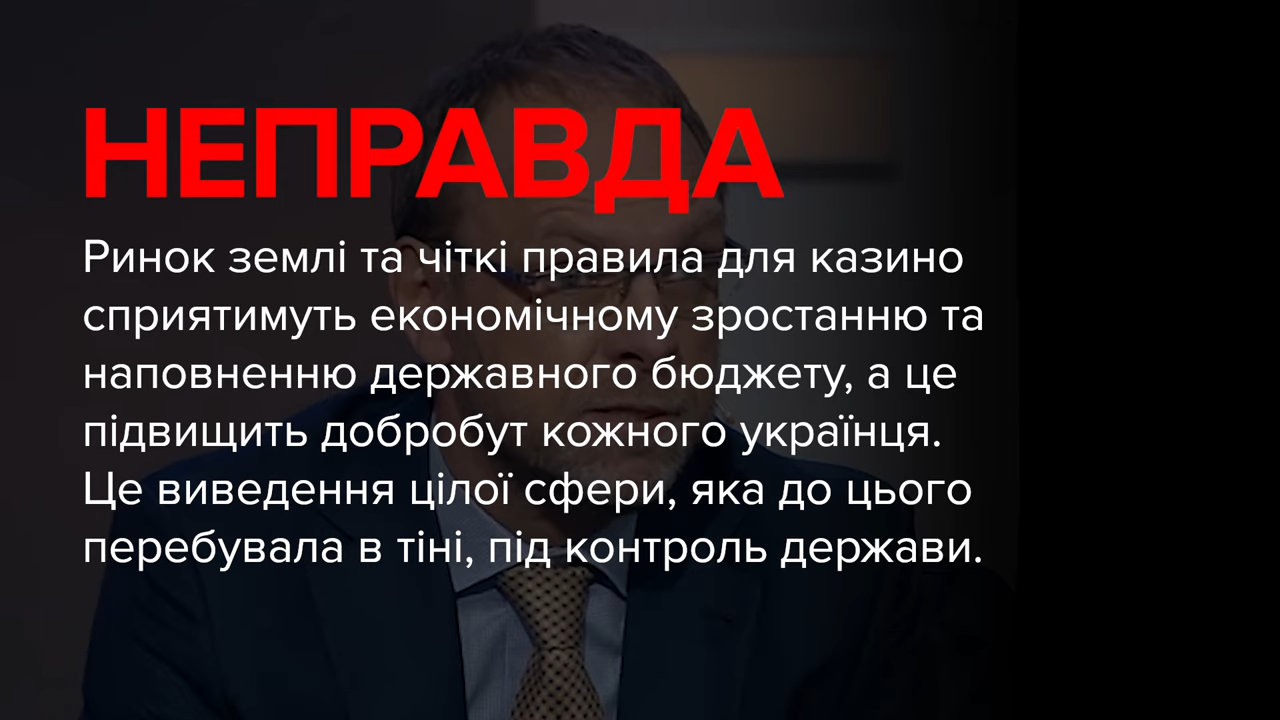 НЕПРАВДА
Ринок землі та чіткі правила для казино
сприятимуть економічному зростанню та
наповненню державного бюджету, а це
підвищить добробут кожного українця.
Це виведення цілої сфери, яка до цього
перебувала в тіні, під контроль держави.